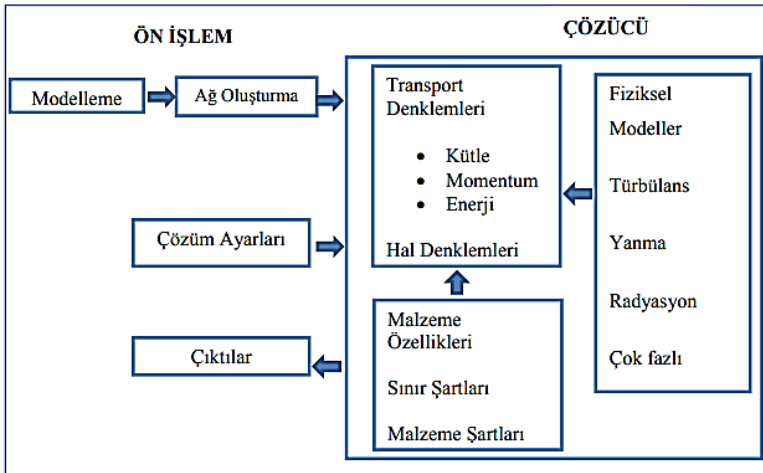 ÖN İŞLEM
ÇÖZÜCÜ
Modelleme
Ağ Oluşturma
Çözüm Ayarları
Çıktılar
Transport
Denklemleri
• Kütle
• Momentum
• Enerji
Hal Denklemleri
Malzeme
Özellikleri
Sınır Şartları
Malzeme Şartları
Fiziksel
Modeller
Türbülans
Yanma
Radyasyon
Çok fazlı